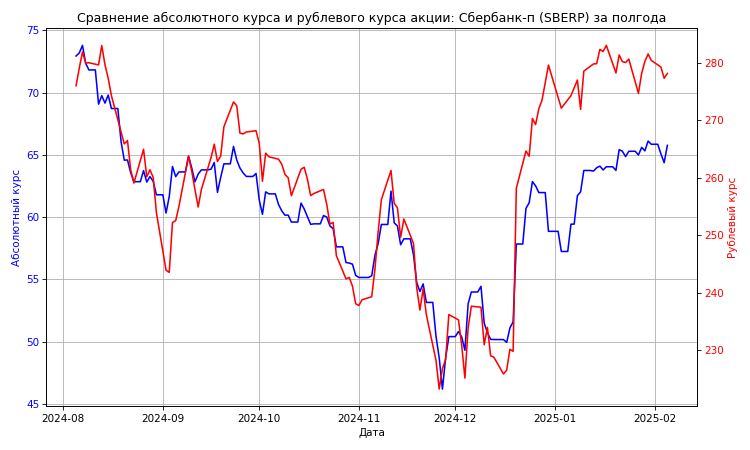 Сравнение абсолютного курса и рублевого курса акции: Сбербанк-п (SBERP) за полгода
75
70
65
60
55
50
45
Абсолютный курс
280
270
260
250
240
230
Рублевый курс
2024-08 2024-09 2024-10 2024-11 2024-12 2025-01 2025-02
Дата